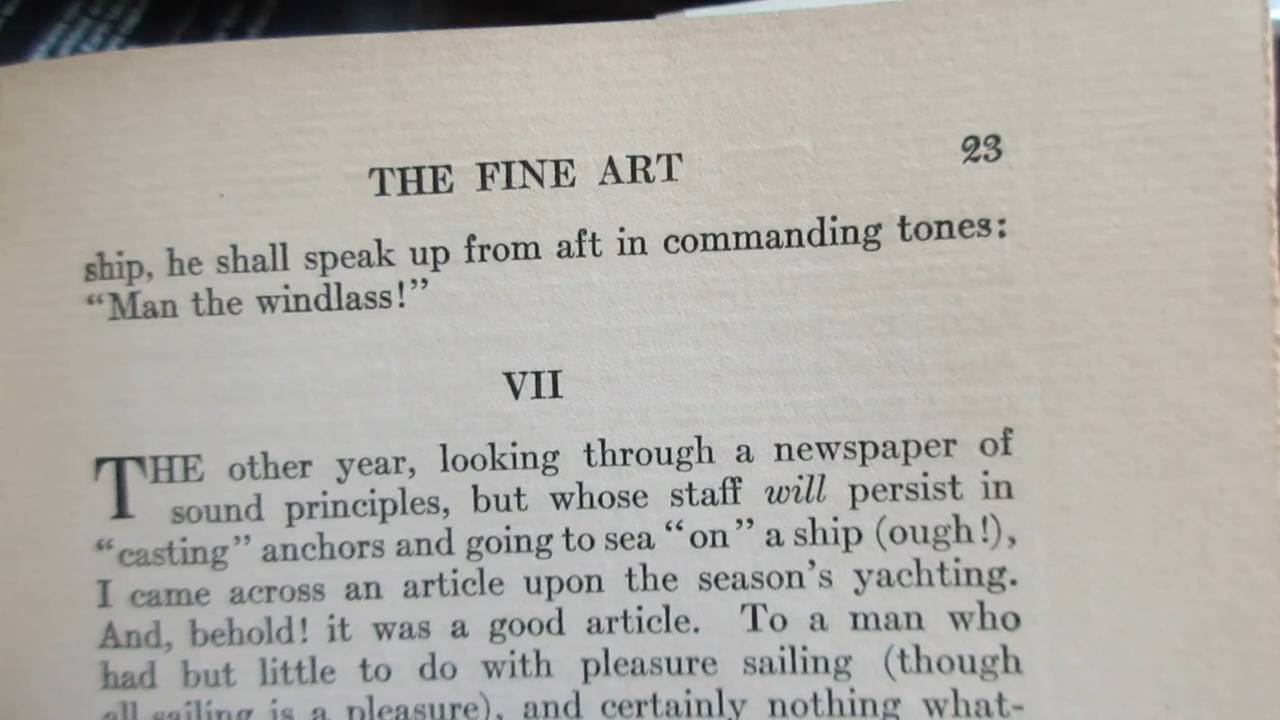 THE FINE ART 23
ship, he shall speak up from aft in commanding tones:
“Man the windlass!”
VII
THE other year, looking through a newspaper of
sound principles, but whose staff will persist in
“casting” anchors and going to sea “on” a ship (ough!),
I came across an article upon the season’s yachting.
And, behold! it was a good article. To a man who
had but little to do with pleasure sailing (though
all sailing is a pleasure), and certainly nothing what-